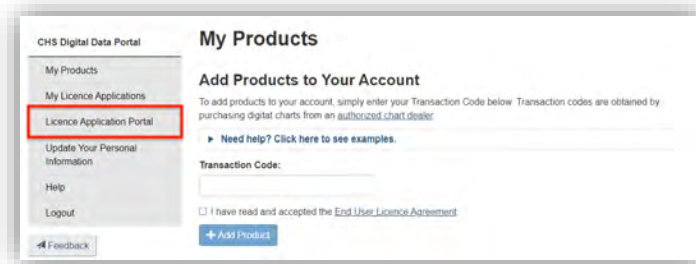 CHS Digital Data Portal
My Products
My Licence Applications
Licence Application Portal
Update Your Personal
Information
Help
Logout
Feedback
My Products
Add Products to Your Account
To add products to your account, simply enter your Transaction Code below. Transaction codes are obtained by
purchasing digital charts from an authorized chart dealer
Need help? Click here to see examples.
Transaction Code:
I have read and accepted the End User Licence Agreement
+ Add Product